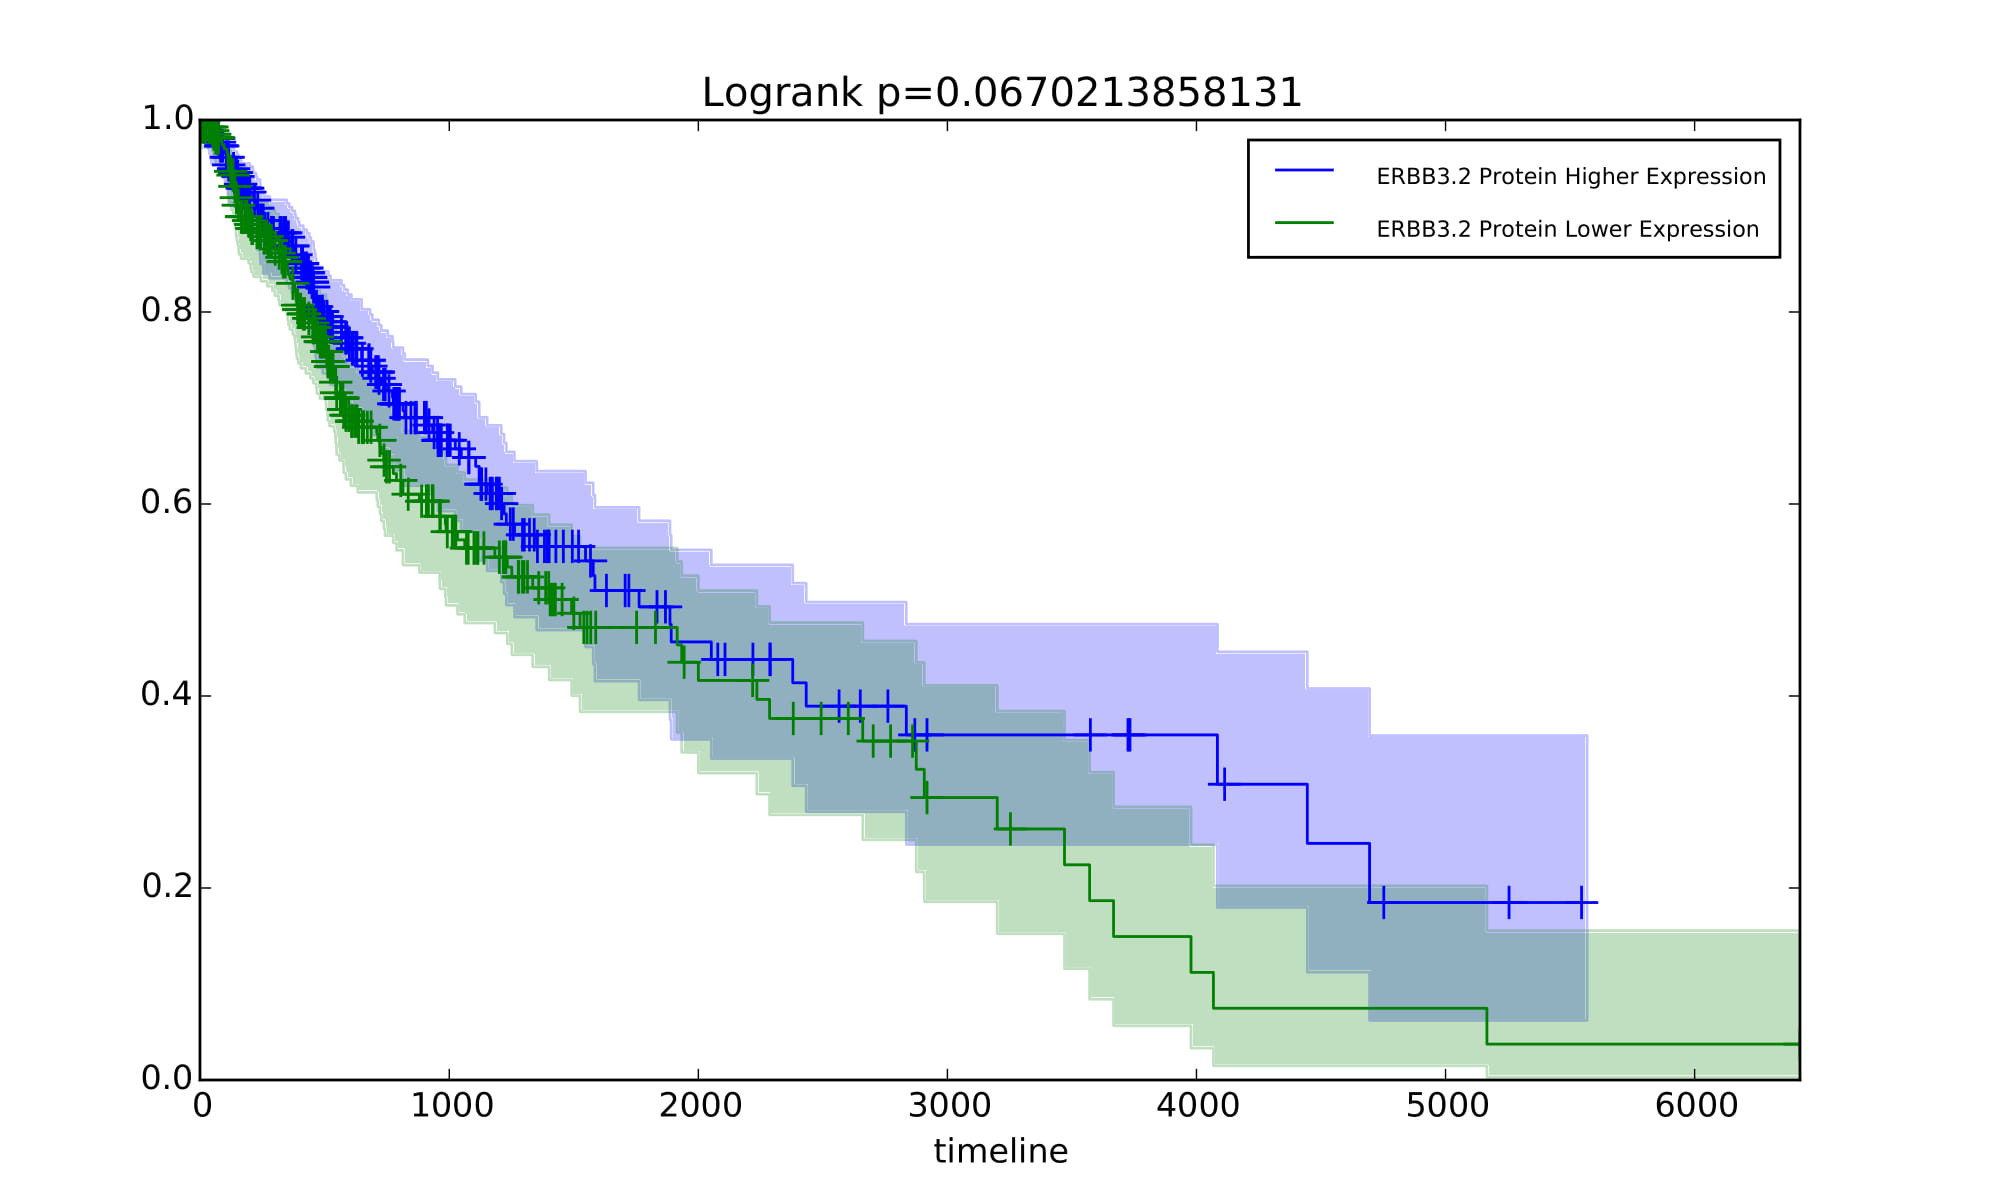 Logrank p=0.0670213858131
1.0
0.8
0.6
0.4
0.2
0.0
ERBB3.2 Protein Higher Expression
ERBB3.2 Protein Lower Expression
0 1000 2000 3000 4000 5000 6000
timeline